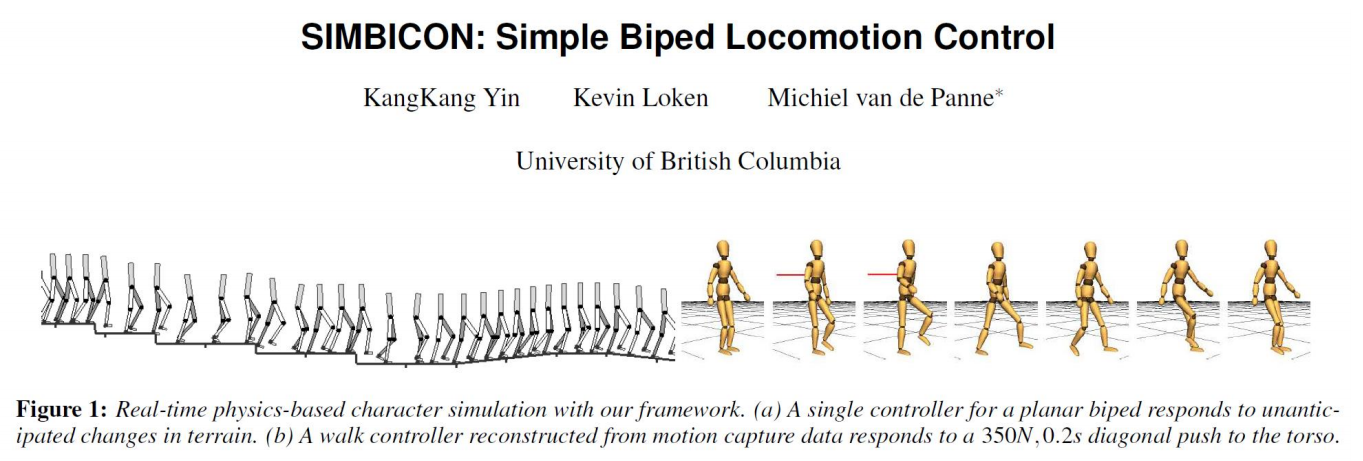 SIMBICON: Simple Biped Locomotion Control
KangKang Yin Kevin Loken Michiel van de Panne*
University of British Columbia
Figure 1: Real-time physics-based character simulation with our framework. (a) A single controller for a planar biped responds to unantic-
ipated changes in terrain. (b) A walk controller reconstructed from motion capture data responds to a 350N,0.2s diagonal push to the torso.